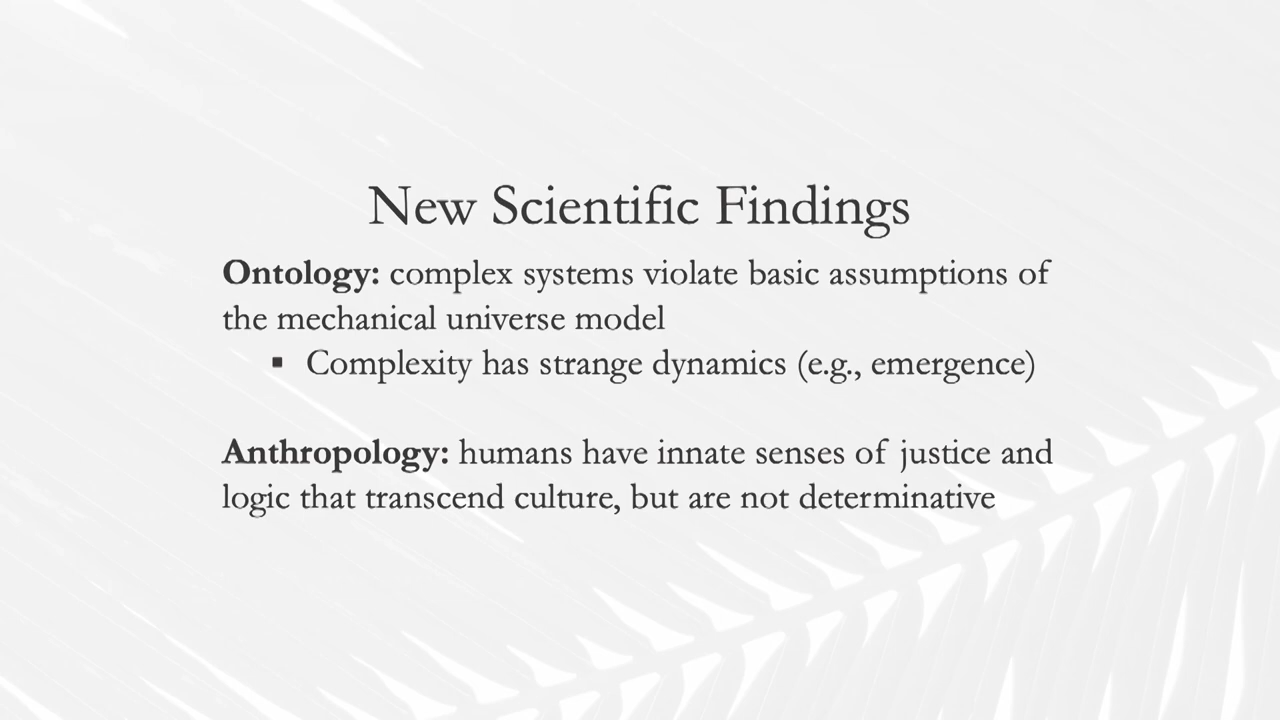 New Scientific Findings
Ontology: complex systems violate basic assumptions of
the mechanical universe model
▪ Complexity has strange dynamics (e.g., emergence)
Anthropology: humans have innate senses of justice and
logic that transcend culture, but are not determinative